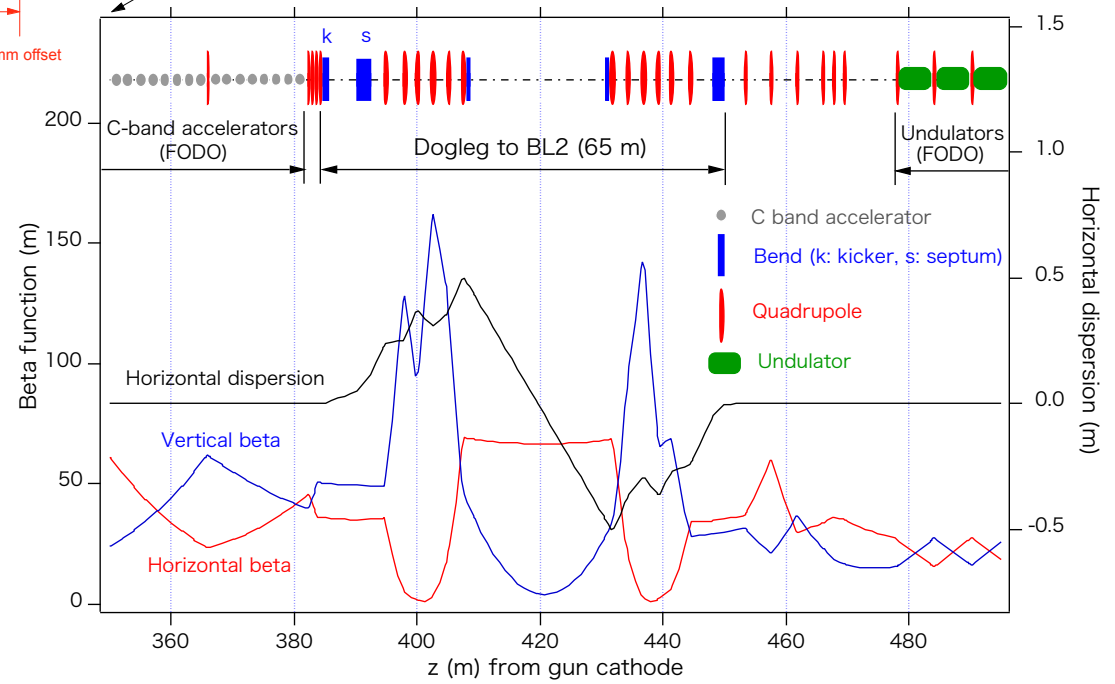 mm offset
k
s
1.5
200
C-band accelerators
(FODO)
Dogleg to BL2 (65 m)
Undulators
(FODO)
1.0
C band accelerator
150
Bend (k: kicker, s: septum)
0.5
Quadrupole
100
Undulator
Horizontal dispersion
0.0
Vertical beta
50
-0.5
Horizontal beta
0
Beta function (m)
Horizontal dispersion (m)
360
380
400
420
440
460
480
z (m) from gun cathode